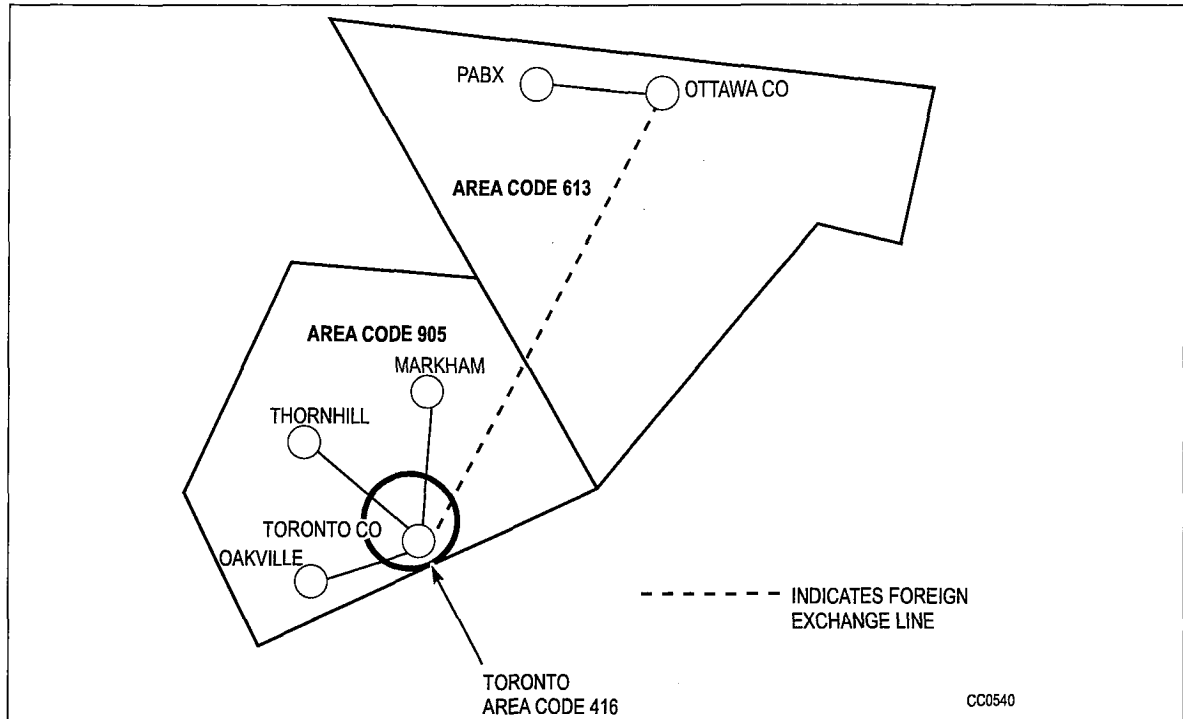 PABX
OTTAWA CO
AREA CODE 613
AREA CODE 905
MARKHAM
THORNHILL
TORONTO CO
OAKVILLE
INDICATES FOREIGN
EXCHANGE LINE
TORONTO
AREA CODE 416
CC0540